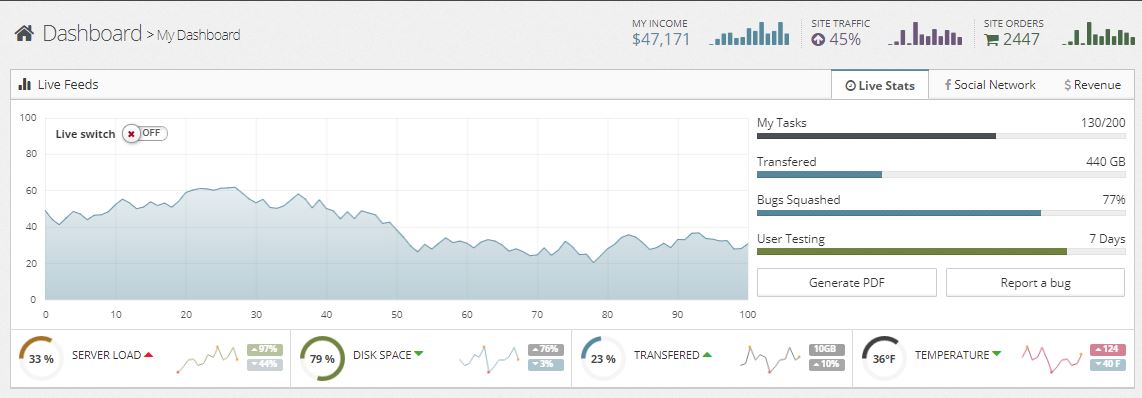 Dashboard > My Dashboard
MY INCOME
$47,171
SITE TRAFFIC
45%
SITE ORDERS
2447
Live Feeds
Live Stats
Social Network
$ Revenue
Live switch OFF
100
80
60
40
20
0
0 10 20 30 40 50 60 70 80 90 100
My Tasks 130/200
Transfered 440 GB
Bugs Squashed 77%
User Testing 7 Days
Generate PDF
Report a bug
33 % SERVER LOAD 97% 44%
79 % DISK SPACE 76% 3%
23 % TRANSFERED 10GB 10%
36°F TEMPERATURE 124 40 F